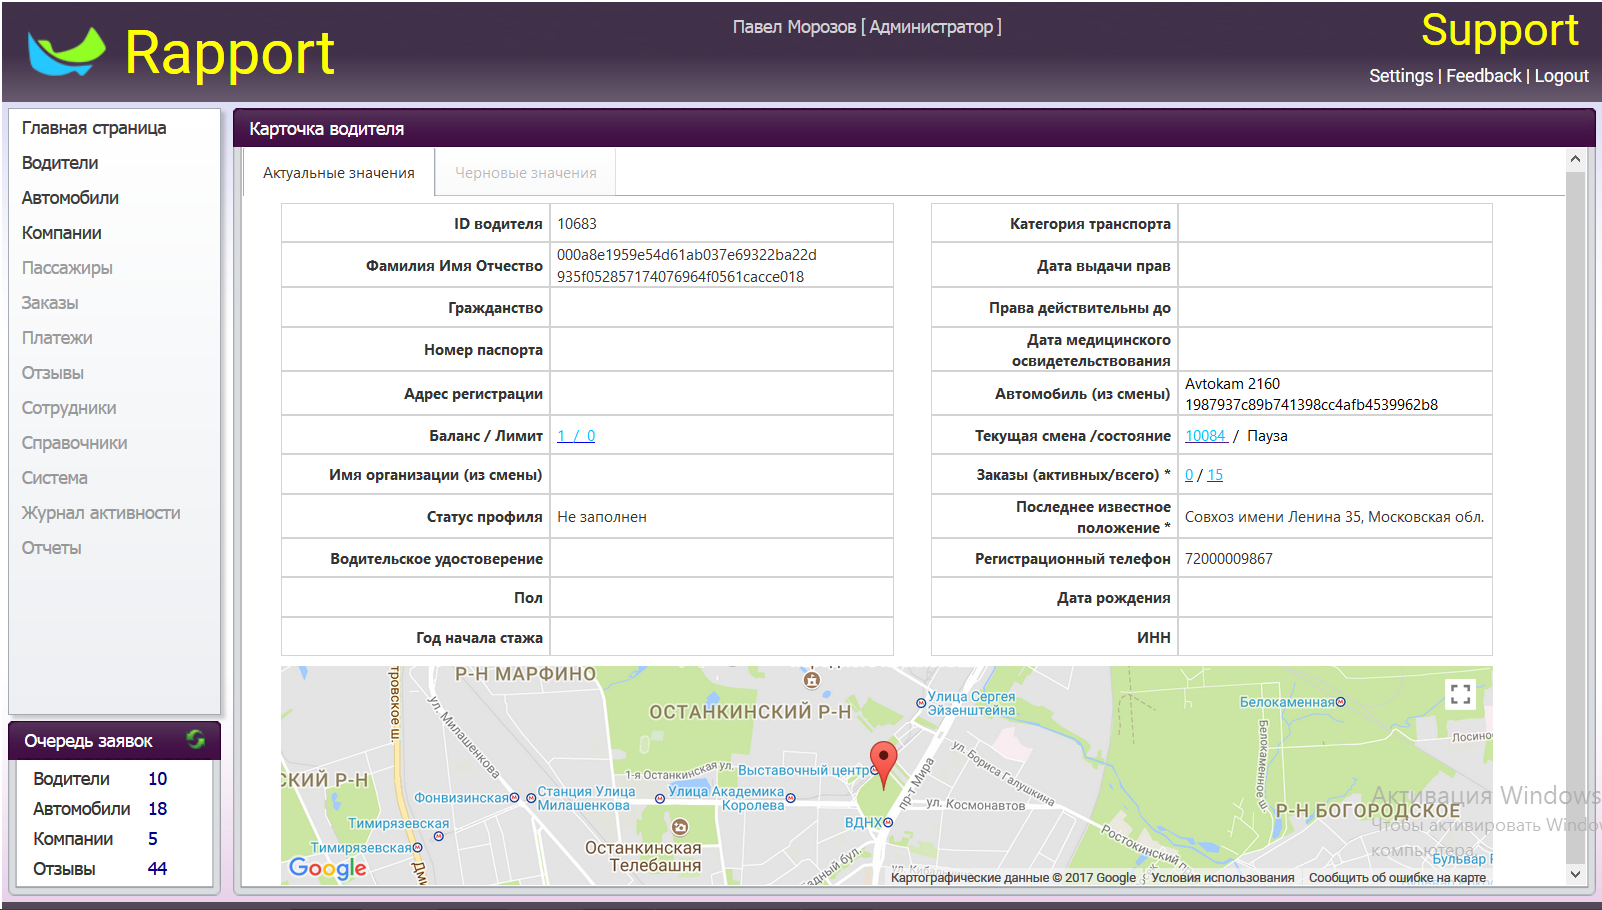 Rapport
Павел Морозов [ Администратор ]
Support
Settings | Feedback | Logout
Главная страница
Водители
Автомобили
Компании
Пассажиры
Заказы
Платежи
Отзывы
Сотрудники
Справочники
Система
Журнал активности
Отчеты
Очередь заявок
Водители 10
Автомобили 18
Компании 5
Отзывы 44
Карточка водителя
Актуальные значения
Черновые значения
ID водителя 10683
Фамилия Имя Отчество 000a8e1959e54d61ab037e69322ba22d
935f052857174076964f0561cacce018
Гражданство
Номер паспорта
Адрес регистрации
Баланс / Лимит 1 / 0
Имя организации (из смены)
Статус профиля Не заполнен
Водительское удостоверение
Пол
Год начала стажа
Категория транспорта
Дата выдачи прав
Права действительны до
Дата медицинского
освидетельствования
Автомобиль (из смены) Avtokam 2160
1987937c89b741398cc4afb4539962b8
Текущая смена /состояние 10084 / Пауза
Заказы (активных/всего) * 0 / 15
Последнее известное
положение * Совхоз имени Ленина 35, Московская обл.
Регистрационный телефон 72000009867
Дата рождения
ИНН
Р-Н МАРФИНО
ОСТАНКИНСКИЙ Р-Н
Улица Сергея
Эйзенштейна
Белокаменная
ул. Милашенкова
тровское ш.
Белокаменное ш
Лосино
СКИЙ Р-Н
1-я Останкинская ул.
Выставочный центр
ул. Бориса Галушкина
пр-т Мира
Фонвизинская
Станция Улица
Милашенкова
Улица Академика
Королева
ул. Космонавтов
Р-Н БОГОРОДСКОЕ
Тимирязевская
Тимирязевская
ВДНХ
Ростокинский пр.
Останкинская
Телебашня
Дми
адный бул.
Бульвар Р
Google
Картографические данные © 2017 Google
Условия использования
Сообщить об ошибке на карте
Активация Windows
Чтобы активировать Windo
компьютера.